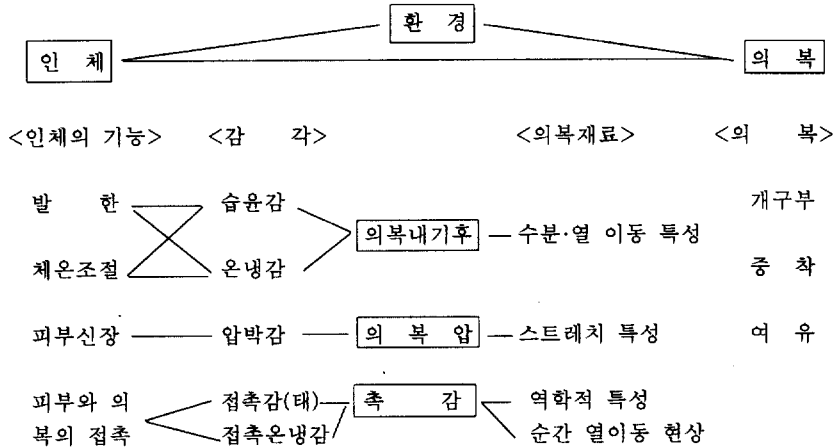 환 경
인 체 의 복
<인체의 기능> <감 각> <의복재료> <의 복>
발 한 습윤감 개구부
의복내기후 수분·열 이동 특성
체온조절 온냉감 중 착
피부신장 압박감 의 복 압 스트레치 특성 여 유
피부와 의 접촉감(태) 촉 감 역학적 특성
복의 접촉 접촉온냉감 순간 열이동 현상